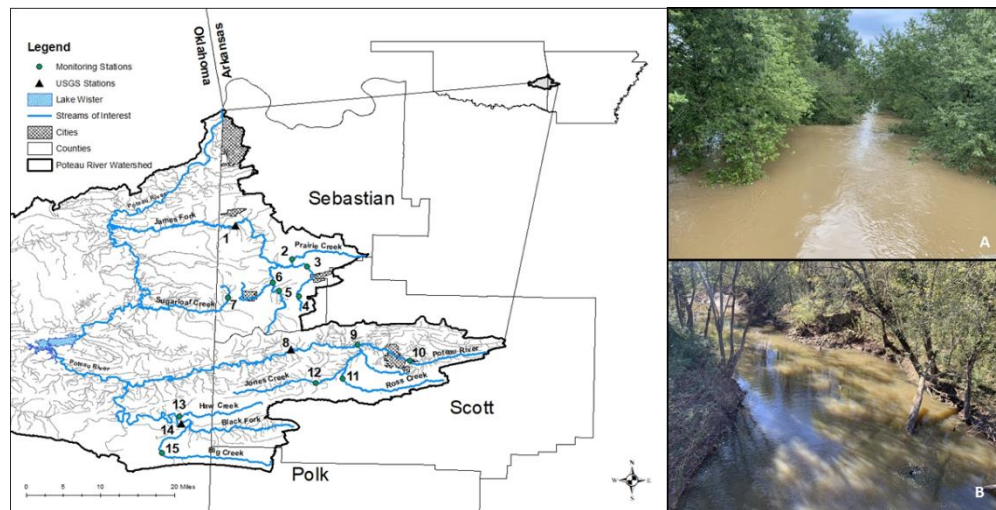 Legend
Monitoring Stations
USGS Stations
Lake Wister
Streams of Interest
Cities
Counties
Poteau River Watershed
Oklahoma
Arkansas
Sebastian
Scott
Polk
Poteau River
James Fork
Prairie Creek
Sugarloaf Creek
Poteau River
Poteau River
Jones Creek
Ross Creek
Haw Creek
Black Fork
Big Creek
1
2
3
4
5
6
7
8
9
10
11
12
13
14
15
0 5 10 20 Miles
N
W E
S
A
B